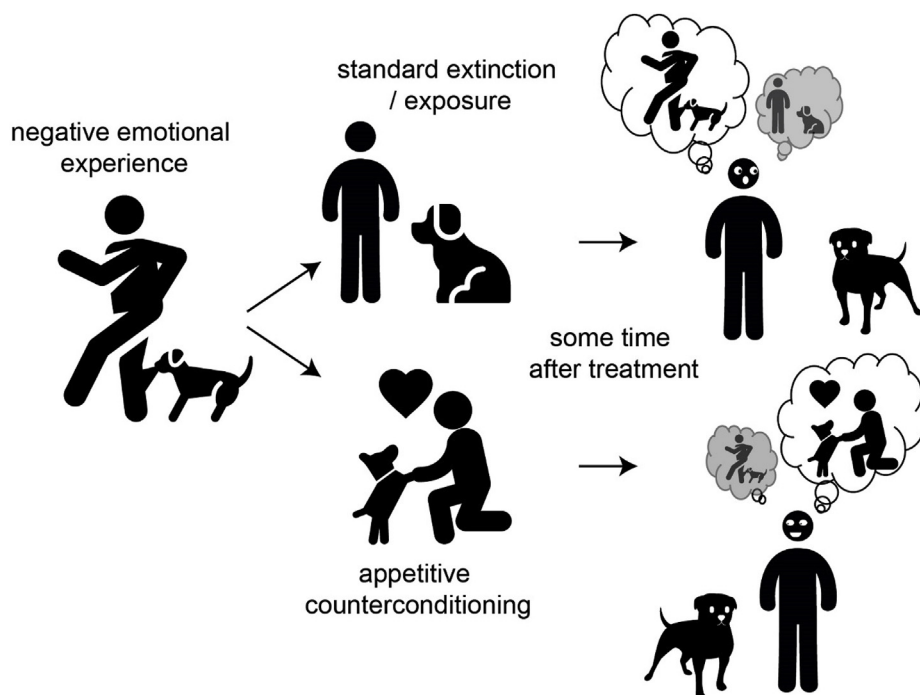 negative emotional
experience
standard extinction
/ exposure
some time
after treatment
appetitive
counterconditioning